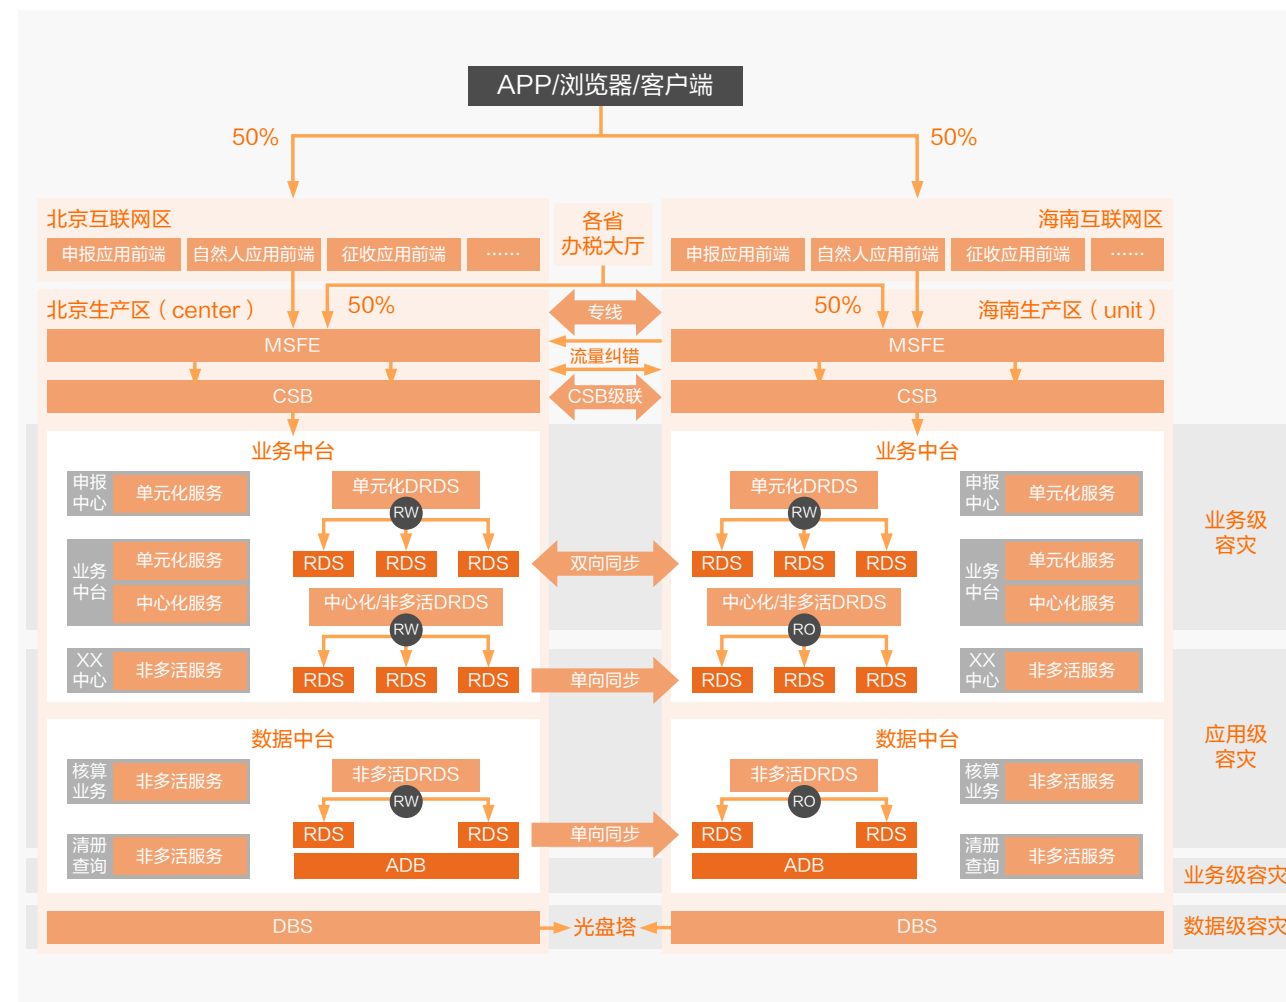 APP/浏览器/客户端
50%
50%
北京互联网区
申报应用前端
自然人应用前端
征收应用前端
......
各省
办税大厅
海南互联网区
申报应用前端
自然人应用前端
征收应用前端
......
北京生产区（center）
50%
专线
50%
海南生产区（unit）
MSFE
流量纠错
MSFE
CSB
CSB级联
CSB
业务中台
申报
中心
单元化服务
业务
中台
单元化服务
中心化服务
XX
中心
非多活服务
单元化DRDS
RW
RDS
RDS
RDS
中心化/非多活DRDS
RW
RDS
RDS
RDS
双向同步
单向同步
业务中台
单元化DRDS
RW
RDS
RDS
RDS
中心化/非多活DRDS
RO
RDS
RDS
RDS
申报
中心
单元化服务
业务
中台
单元化服务
中心化服务
XX
中心
非多活服务
业务级
容灾
数据中台
核算
业务
非多活服务
清册
查询
非多活服务
非多活DRDS
RW
RDS
RDS
ADB
单向同步
数据中台
非多活DRDS
RO
RDS
RDS
ADB
核算
业务
非多活服务
清册
查询
非多活服务
应用级
容灾
业务级容灾
DBS
光盘塔
DBS
数据级容灾